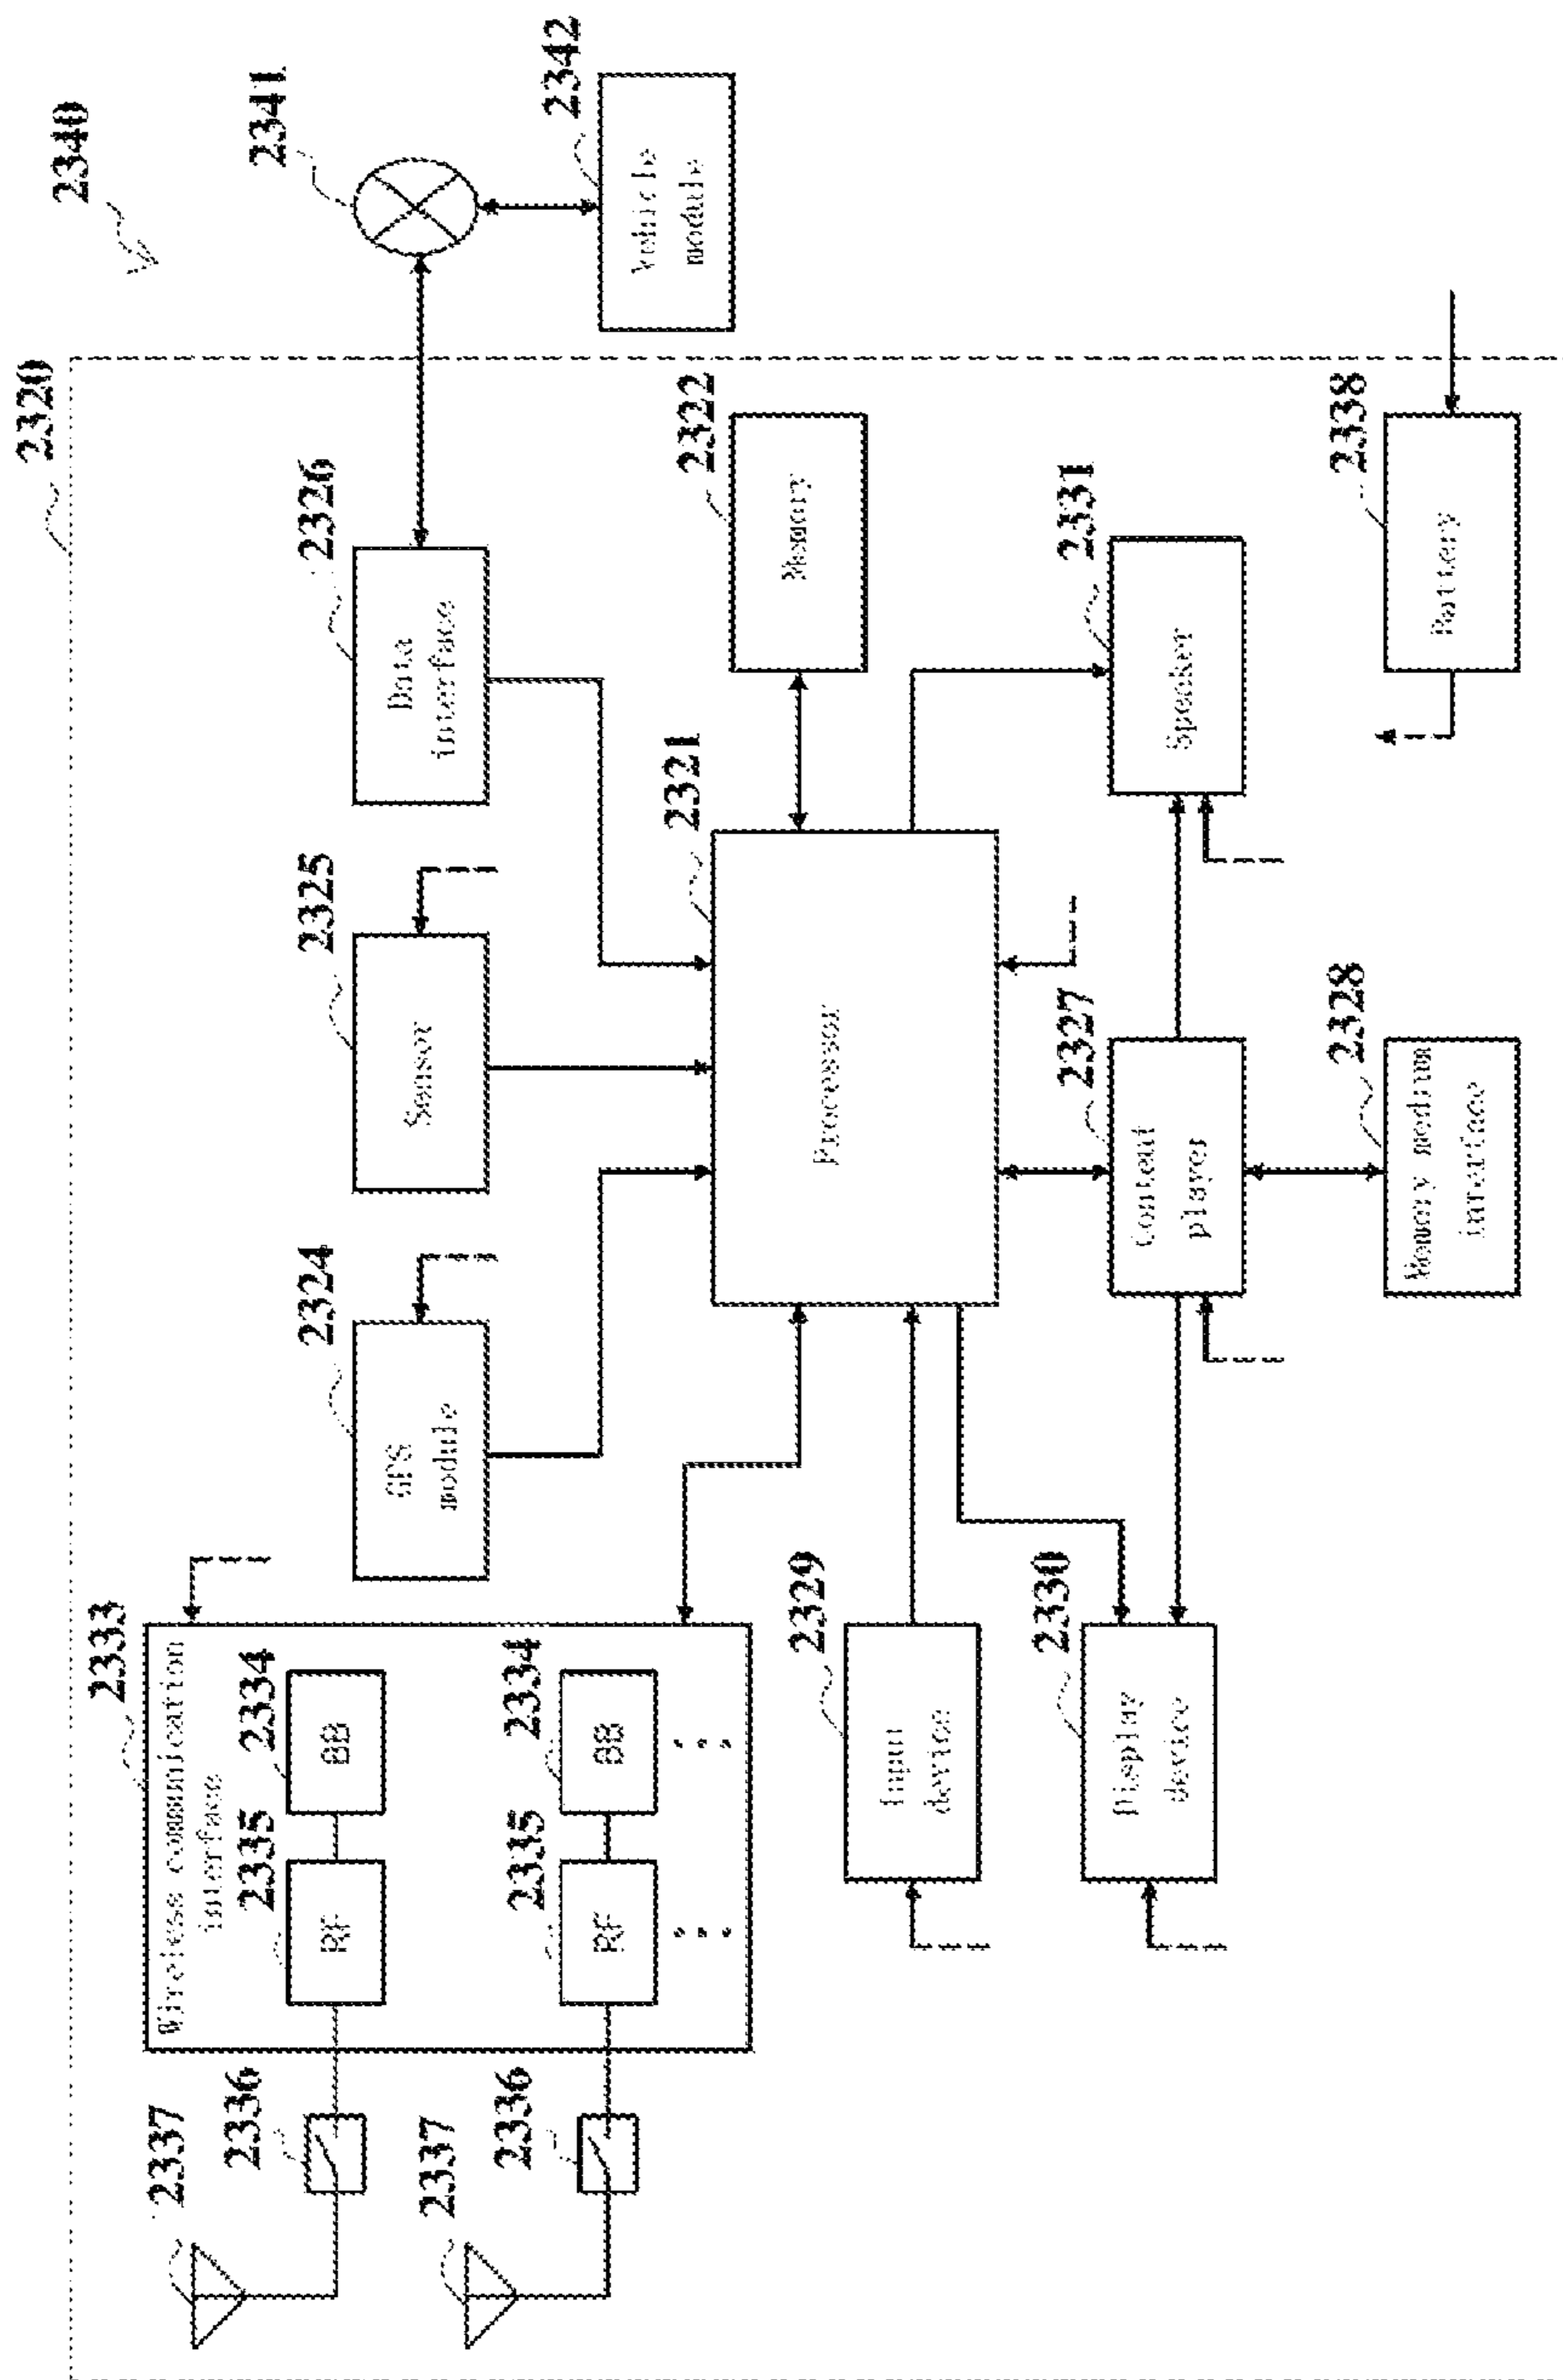 2340
2320
2341
2342
Vehicle
module
2333
Wireless communication
interface
2337
2336
2335
RF
2334
BB
2337
2336
2335
RF
2334
BB
2324
GPS
module
2325
Sensor
2326
Data
interface
2321
Processor
2322
Memory
2329
Input
device
2330
Display
device
2327
Content
player
2331
Speaker
2328
Memory medium
interface
2338
Battery